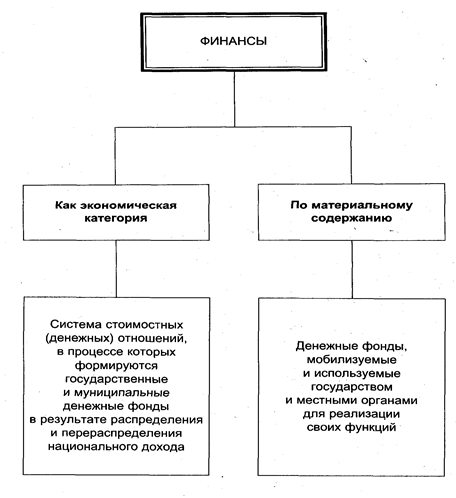 ФИНАНСЫ
Как экономическая
категория
По материальному
содержанию
Система стоимостных
(денежных) отношений,
в процессе которых
формируются
государственные
и муниципальные
денежные фонды
в результате распределения
и перераспределения
национального дохода
Денежные фонды,
мобилизуемые
и используемые
государством
и местными органами
для реализации
своих функций